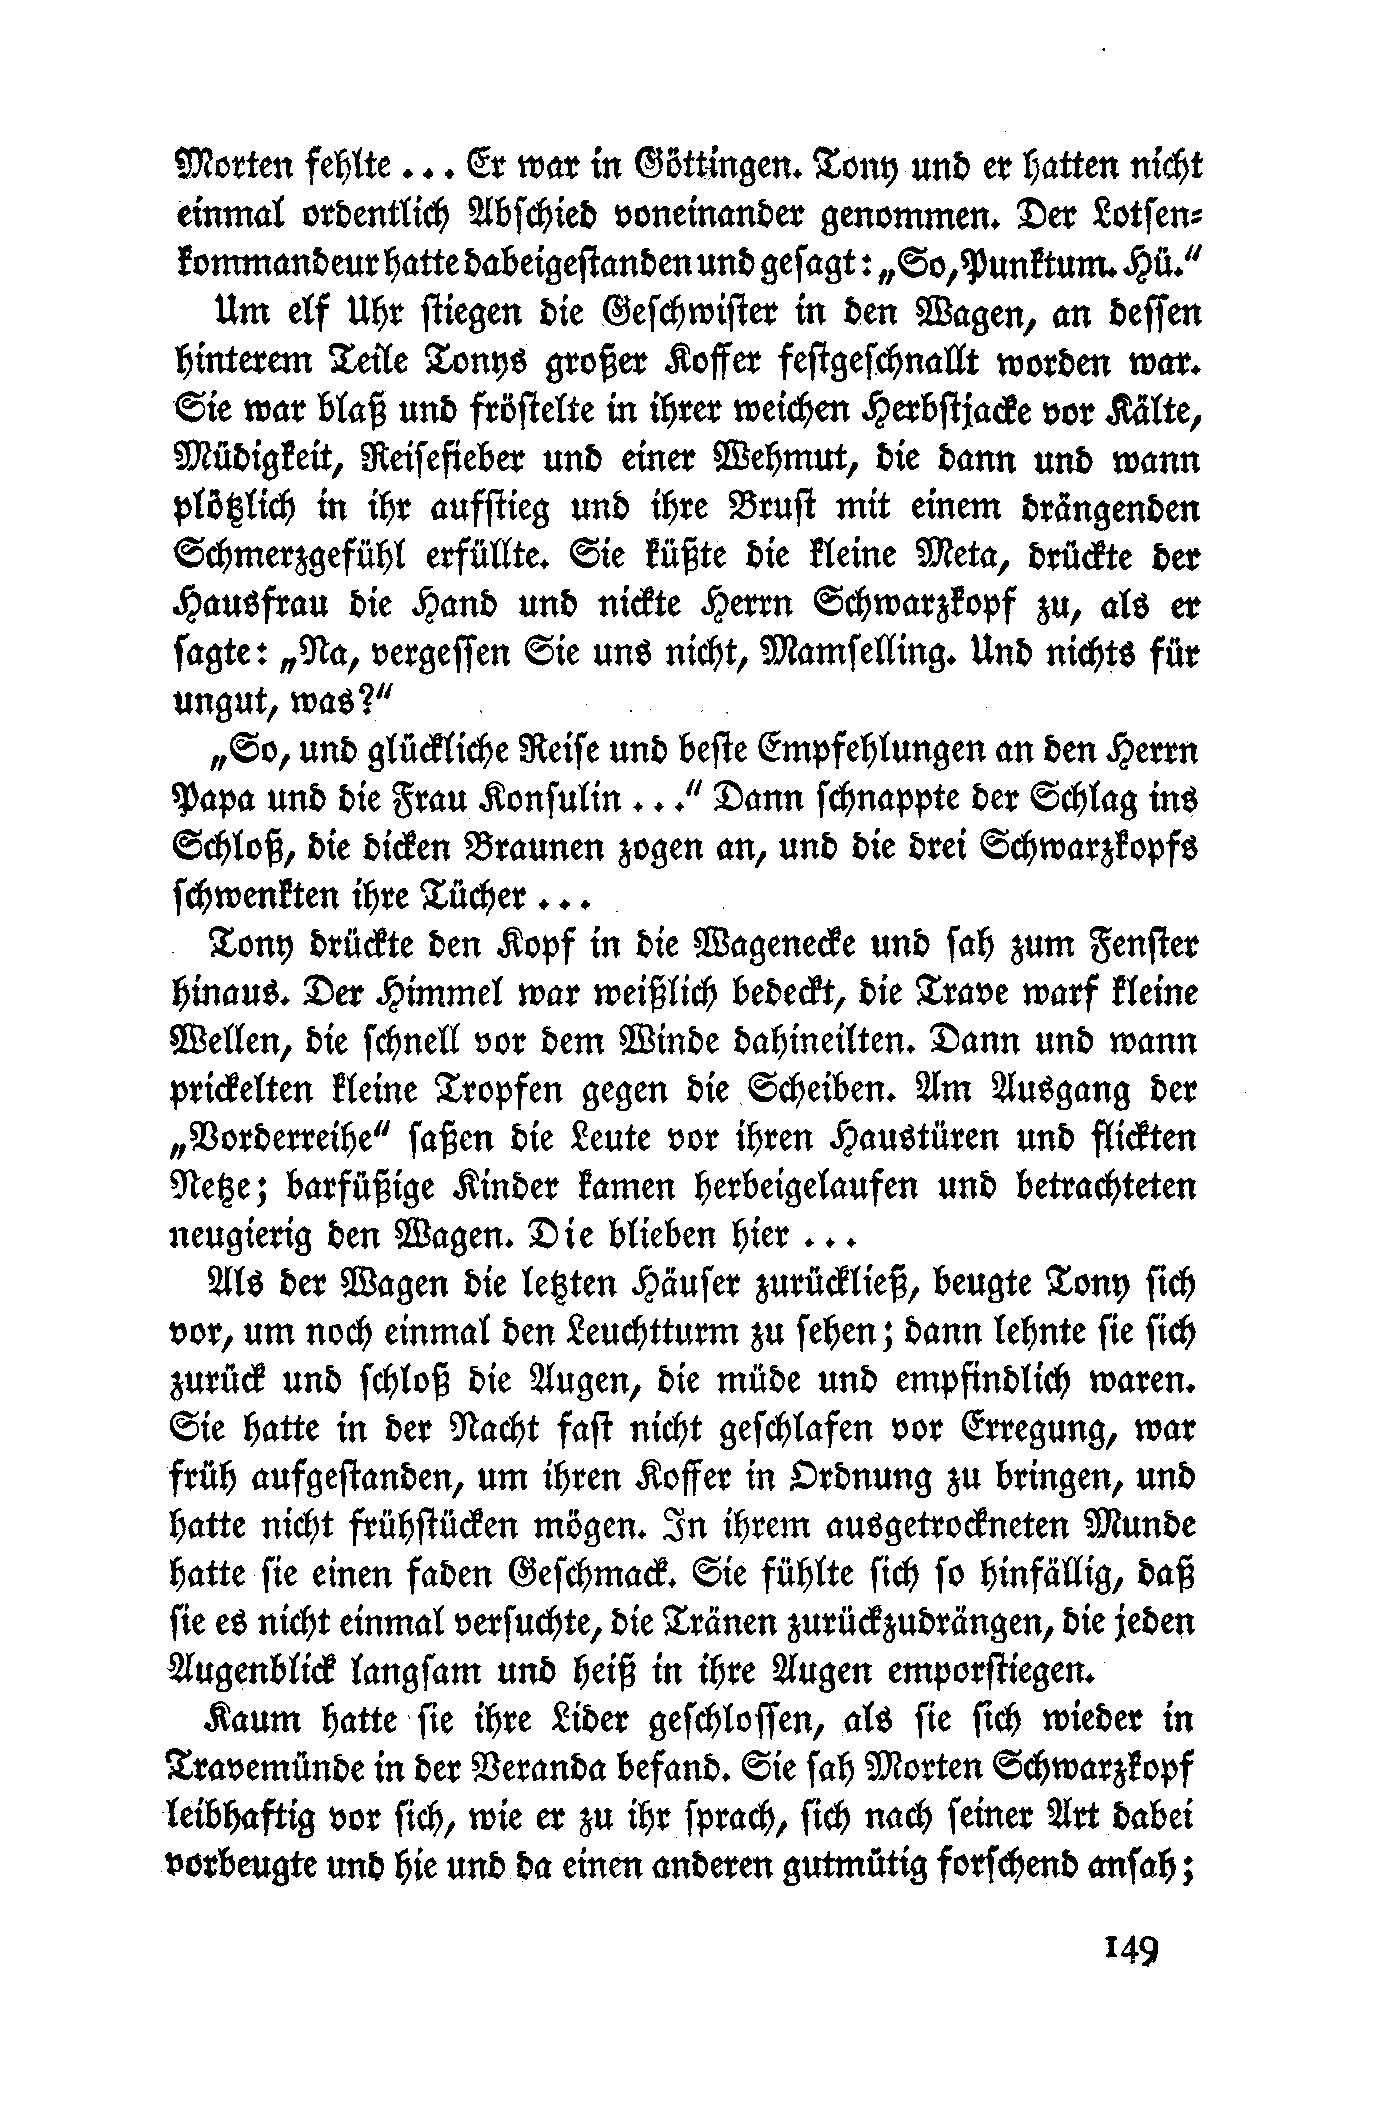 Morten fehlte ... Er war in Göttingen. Tony und er hatten nicht
einmal ordentlich Abschied voneinander genommen. Der Lotsen-
kommandeur hatte dabeigestanden und gesagt: „So, Punktum. Hü.“
Um elf Uhr stiegen die Geschwister in den Wagen, an dessen
hinterem Teile Tonys großer Koffer festgeschnallt worden war.
Sie war blaß und fröstelte in ihrer weichen Herbstjacke vor Kälte,
Müdigkeit, Reisefieber und einer Wehmut, die dann und wann
plötzlich in ihr aufstieg und ihre Brust mit einem drängenden
Schmerzgefühl erfüllte. Sie küßte die kleine Meta, drückte der
Hausfrau die Hand und nickte Herrn Schwarzkopf zu, als er
sagte: „Na, vergessen Sie uns nicht, Mamselling. Und nichts für
ungut, was?“
„So, und glückliche Reise und beste Empfehlungen an den Herrn
Papa und die Frau Konsulin ...“ Dann schnappte der Schlag ins
Schloß, die dicken Braunen zogen an, und die drei Schwarzkopfs
schwenkten ihre Tücher ...
Tony drückte den Kopf in die Wagenecke und sah zum Fenster
hinaus. Der Himmel war weißlich bedeckt, die Trave warf kleine
Wellen, die schnell vor dem Winde dahineilten. Dann und wann
prickelten kleine Tropfen gegen die Scheiben. Am Ausgang der
„Vorderreihe“ saßen die Leute vor ihren Haustüren und flickten
Netze; barfüßige Kinder kamen herbeigelaufen und betrachteten
neugierig den Wagen. Die blieben hier ...
Als der Wagen die letzten Häuser zurückließ, beugte Tony sich
vor, um noch einmal den Leuchtturm zu sehen; dann lehnte sie sich
zurück und schloß die Augen, die müde und empfindlich waren.
Sie hatte in der Nacht fast nicht geschlafen vor Erregung, war
früh aufgestanden, um ihren Koffer in Ordnung zu bringen, und
hatte nicht frühstücken mögen. In ihrem ausgetrockneten Munde
hatte sie einen faden Geschmack. Sie fühlte sich so hinfällig, daß
sie es nicht einmal versuchte, die Tränen zurückzudrängen, die jeden
Augenblick langsam und heiß in ihre Augen emporstiegen.
Kaum hatte sie ihre Lider geschlossen, als sie sich wieder in
Travemünde in der Veranda befand. Sie sah Morten Schwarzkopf
leibhaftig vor sich, wie er zu ihr sprach, sich nach seiner Art dabei
vorbeugte und hie und da einen anderen gutmütig forschend ansah;
149